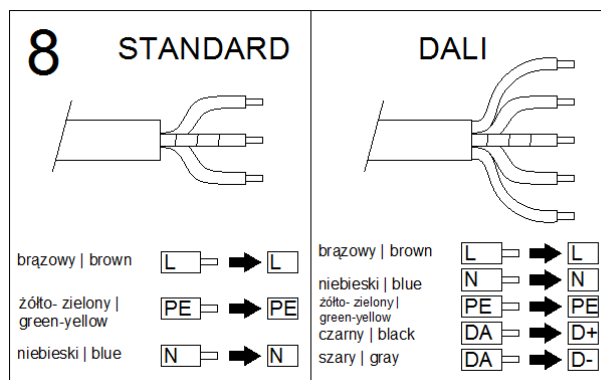 8 STANDARD
brązowy | brown L L
żółto- zielony |
green-yellow PE PE
niebieski | blue N N
DALI
brązowy | brown L L
niebieski | blue N N
żółto- zielony |
green-yellow PE PE
czarny | black DA D+
szary | gray DA D-